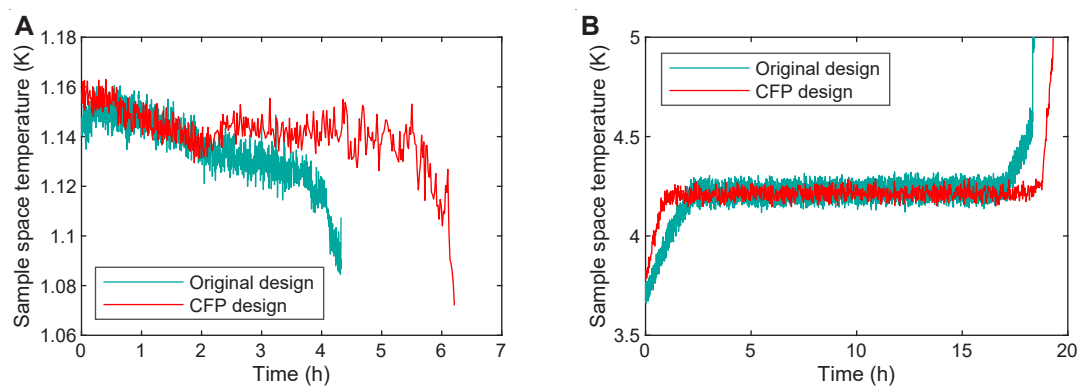 A
Sample space temperature (K)
1.18
1.16
1.14
1.12
1.1
1.08
1.06
0
1
2
3
4
5
6
7
Time (h)
Original design
CFP design
B
Sample space temperature (K)
5
4.5
4
3.5
0
5
10
15
20
Time (h)
Original design
CFP design